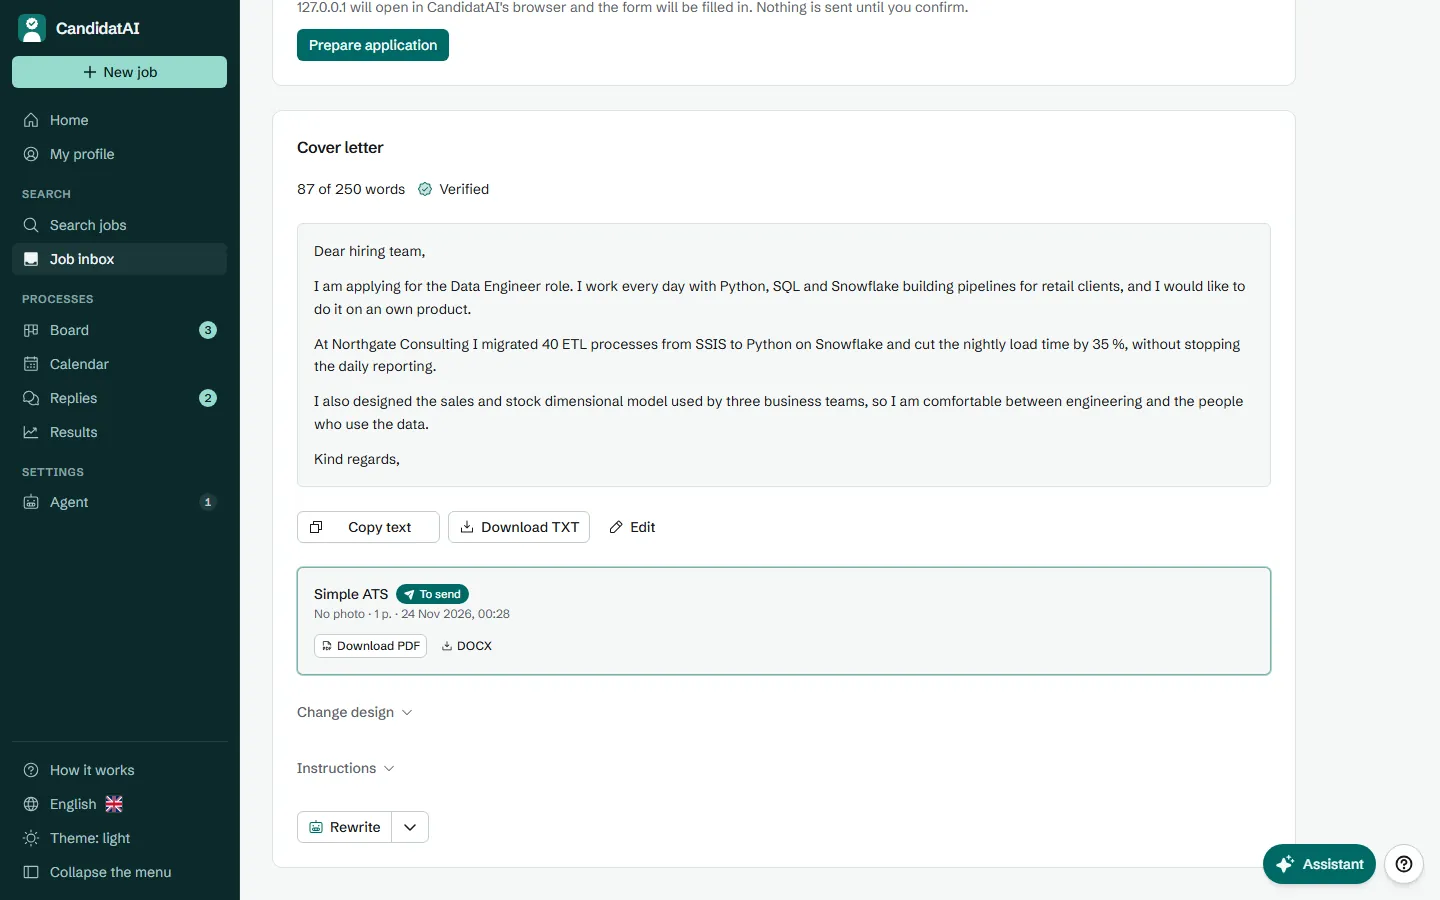 CandidatAI
New job
Home
My profile
SEARCH
Search jobs
Job inbox
PROCESSES
Board 3
Calendar
Replies 2
Results
SETTINGS
Agent 1
How it works
English
Theme: light
Collapse the menu
127.0.0.1 will open in CandidatAI's browser and the form will be filled in. Nothing is sent until you confirm.
Prepare application
Cover letter
87 of 250 words Verified
Dear hiring team,
I am applying for the Data Engineer role. I work every day with Python, SQL and Snowflake building pipelines for retail clients, and I would like to
do it on an own product.
At Northgate Consulting I migrated 40 ETL processes from SSIS to Python on Snowflake and cut the nightly load time by 35 %, without stopping
the daily reporting.
I also designed the sales and stock dimensional model used by three business teams, so I am comfortable between engineering and the people
who use the data.
Kind regards,
Copy text Download TXT Edit
Simple ATS To send
No photo · 1 p. · 24 Nov 2026, 00:28
Download PDF DOCX
Change design
Instructions
Rewrite
Assistant